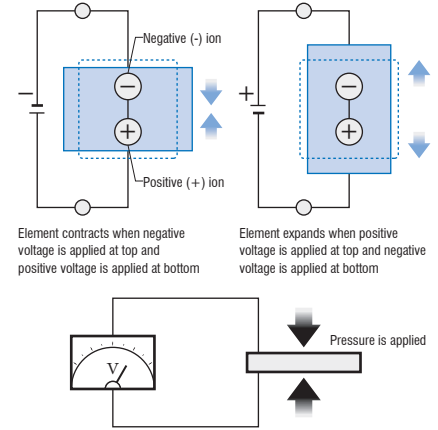 Negative (-) ion
−
−
+
Positive (+) ion
Element contracts when negative
voltage is applied at top and
positive voltage is applied at bottom
+
−
+
Element expands when positive
voltage is applied at top and negative
voltage is applied at bottom
V
Pressure is applied